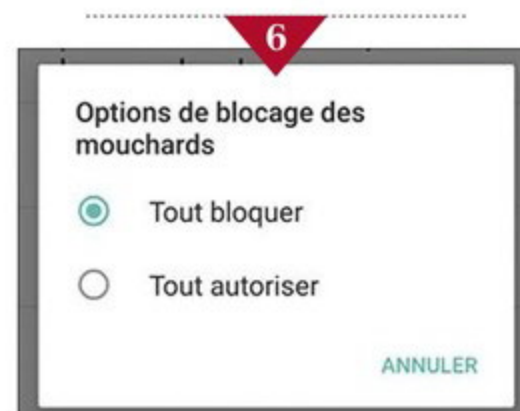 6
Options de blocage des
mouchards
Tout bloquer
Tout autoriser
ANNULER